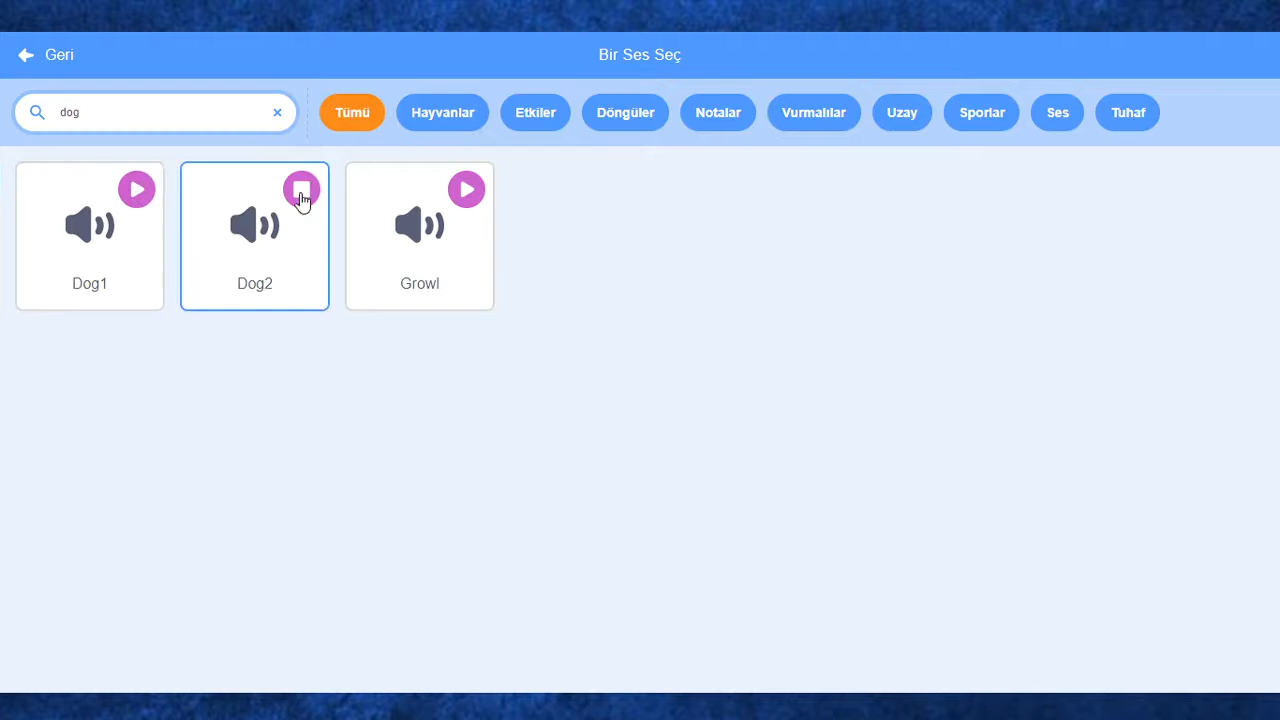 Geri
Bir Ses Seç
dog
Tümü
Hayvanlar
Etkiler
Döngüler
Notalar
Vurmalılar
Uzay
Sporlar
Ses
Tuhaf
Dog1
Dog2
Growl